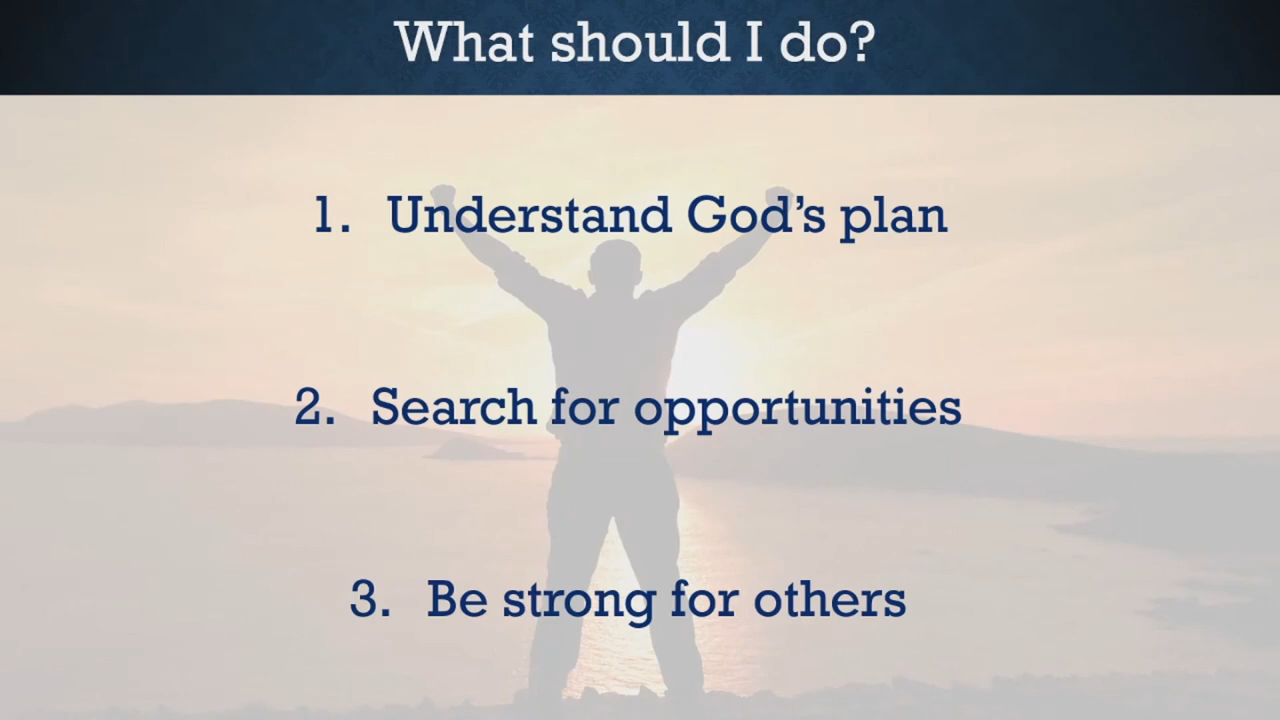 What should I do?
1. Understand God’s plan
2. Search for opportunities
3. Be strong for others